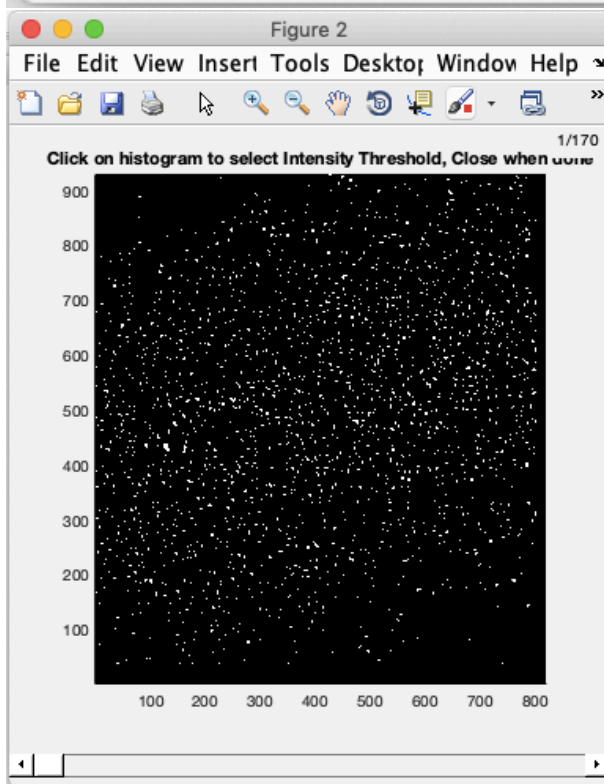 Figure 2
File Edit View Insert Tools Desktop Window Help
1/170
Click on histogram to select Intensity Threshold, Close when done
900
800
700
600
500
400
300
200
100
100 200 300 400 500 600 700 800